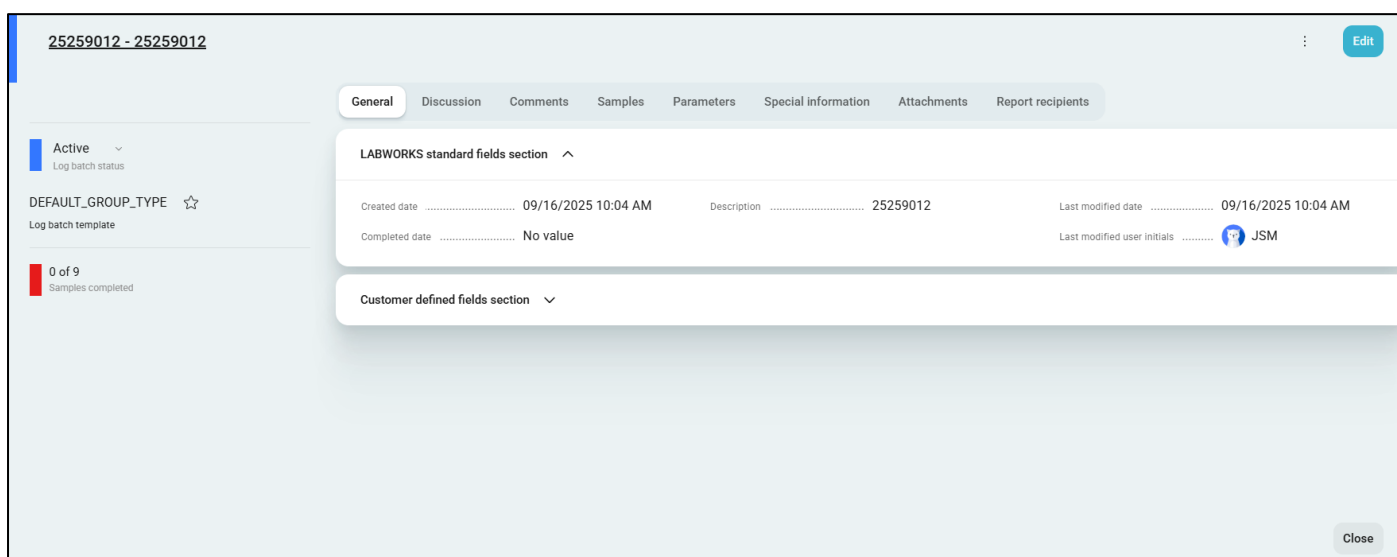 25259012 - 25259012
Edit
General Discussion Comments Samples Parameters Special information Attachments Report recipients
Active
Log batch status
DEFAULT_GROUP_TYPE
Log batch template
0 of 9
Samples completed
LABWORKS standard fields section
Created date ............................. 09/16/2025 10:04 AM Description ............................... 25259012 Last modified date ..................... 09/16/2025 10:04 AM
Completed date ......................... No value Last modified user initials .......... JSM
Customer defined fields section
Close